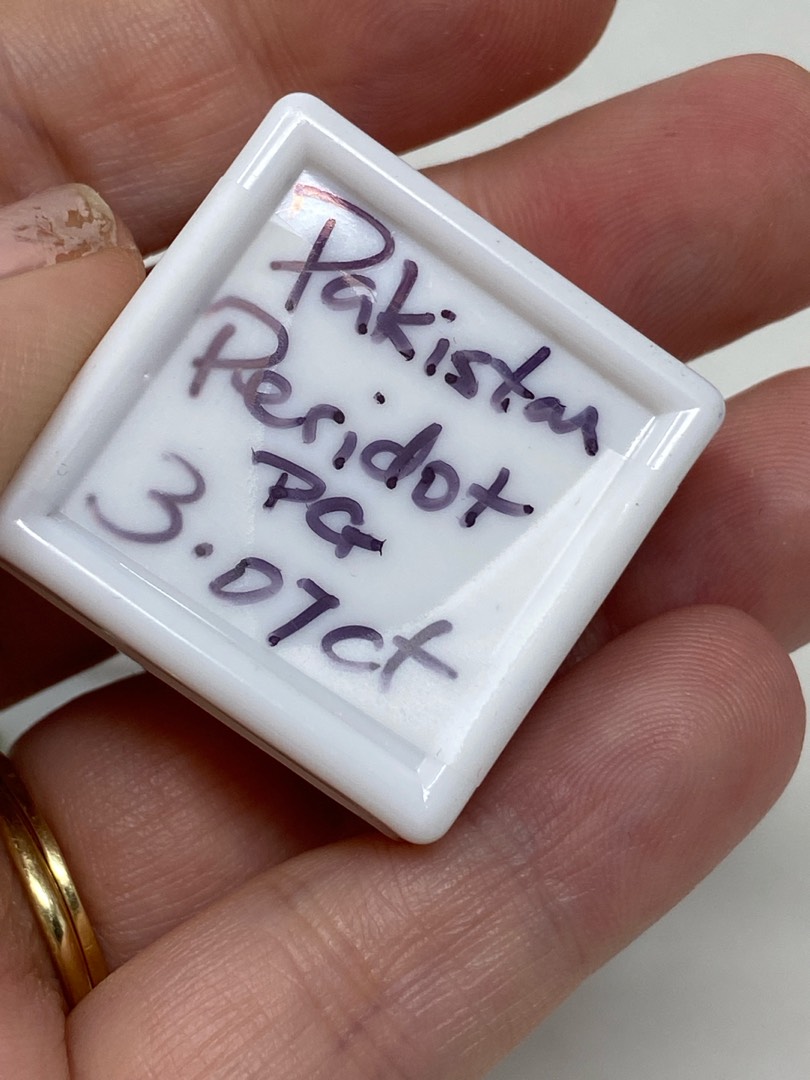 Pakistan
Peridot
PG
3.07ct